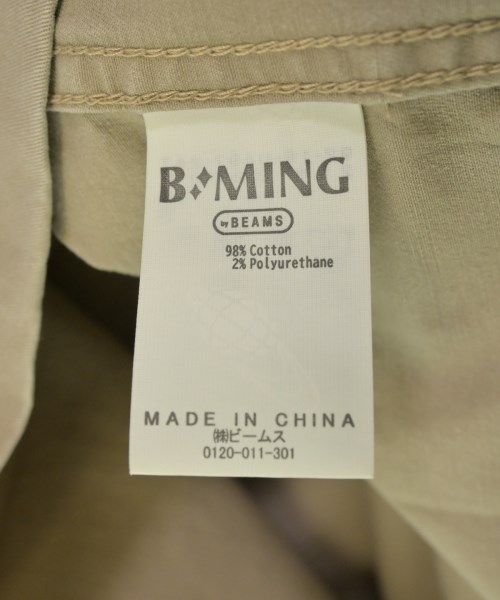 B✦MING
by BEAMS
98% Cotton
2% Polyurethane
MADE IN CHINA
㈱ビームス
0120-011-301